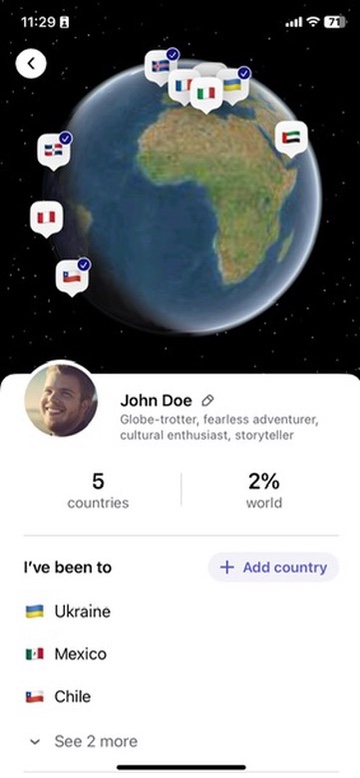 11:29
71
John Doe
Globe-trotter, fearless adventurer,
cultural enthusiast, storyteller
5
countries
2%
world
I've been to
+ Add country
Ukraine
Mexico
Chile
See 2 more